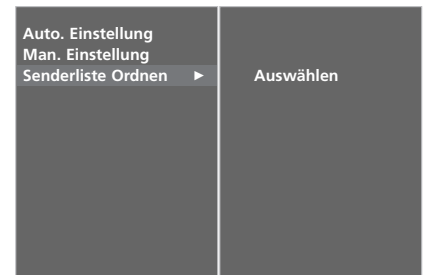 Auto. Einstellung
Man. Einstellung
Senderliste Ordnen ►
Auswählen